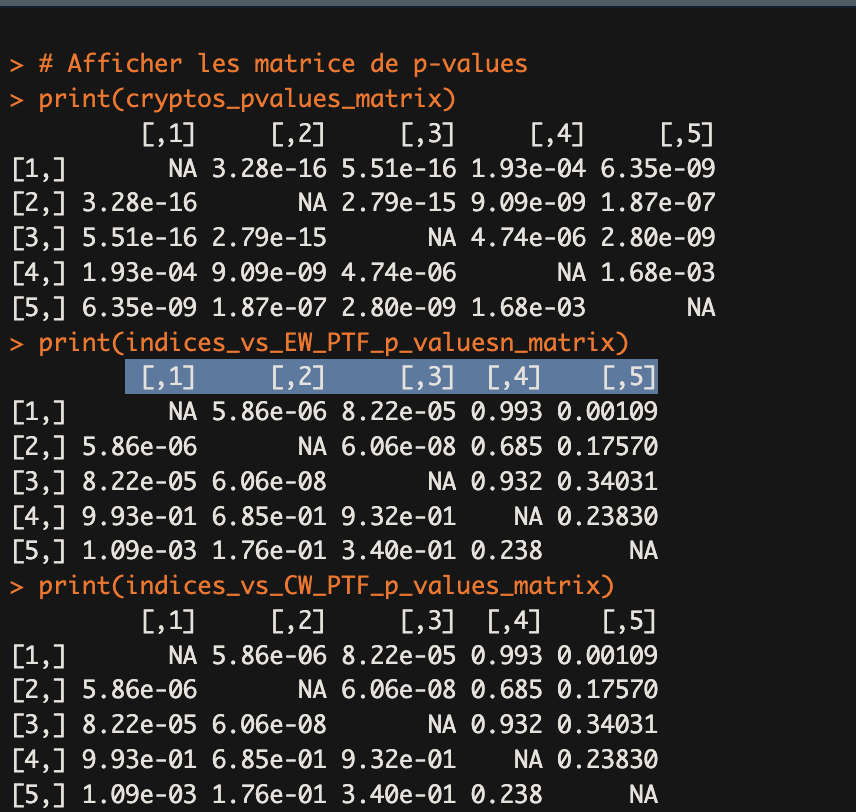 > # Afficher les matrice de p-values
> print(cryptos_pvalues_matrix)
         [,1]     [,2]     [,3]     [,4]     [,5]
[1,]       NA 3.28e-16 5.51e-16 1.93e-04 6.35e-09
[2,] 3.28e-16       NA 2.79e-15 9.09e-09 1.87e-07
[3,] 5.51e-16 2.79e-15       NA 4.74e-06 2.80e-09
[4,] 1.93e-04 9.09e-09 4.74e-06       NA 1.68e-03
[5,] 6.35e-09 1.87e-07 2.80e-09 1.68e-03       NA
> print(indices_vs_EW_PTF_p_valuesn_matrix)
         [,1]     [,2]     [,3]  [,4]    [,5]
[1,]       NA 5.86e-06 8.22e-05 0.993 0.00109
[2,] 5.86e-06       NA 6.06e-08 0.685 0.17570
[3,] 8.22e-05 6.06e-08       NA 0.932 0.34031
[4,] 9.93e-01 6.85e-01 9.32e-01    NA 0.23830
[5,] 1.09e-03 1.76e-01 3.40e-01 0.238      NA
> print(indices_vs_CW_PTF_p_values_matrix)
         [,1]     [,2]     [,3]  [,4]    [,5]
[1,]       NA 5.86e-06 8.22e-05 0.993 0.00109
[2,] 5.86e-06       NA 6.06e-08 0.685 0.17570
[3,] 8.22e-05 6.06e-08       NA 0.932 0.34031
[4,] 9.93e-01 6.85e-01 9.32e-01    NA 0.23830
[5,] 1.09e-03 1.76e-01 3.40e-01 0.238      NA